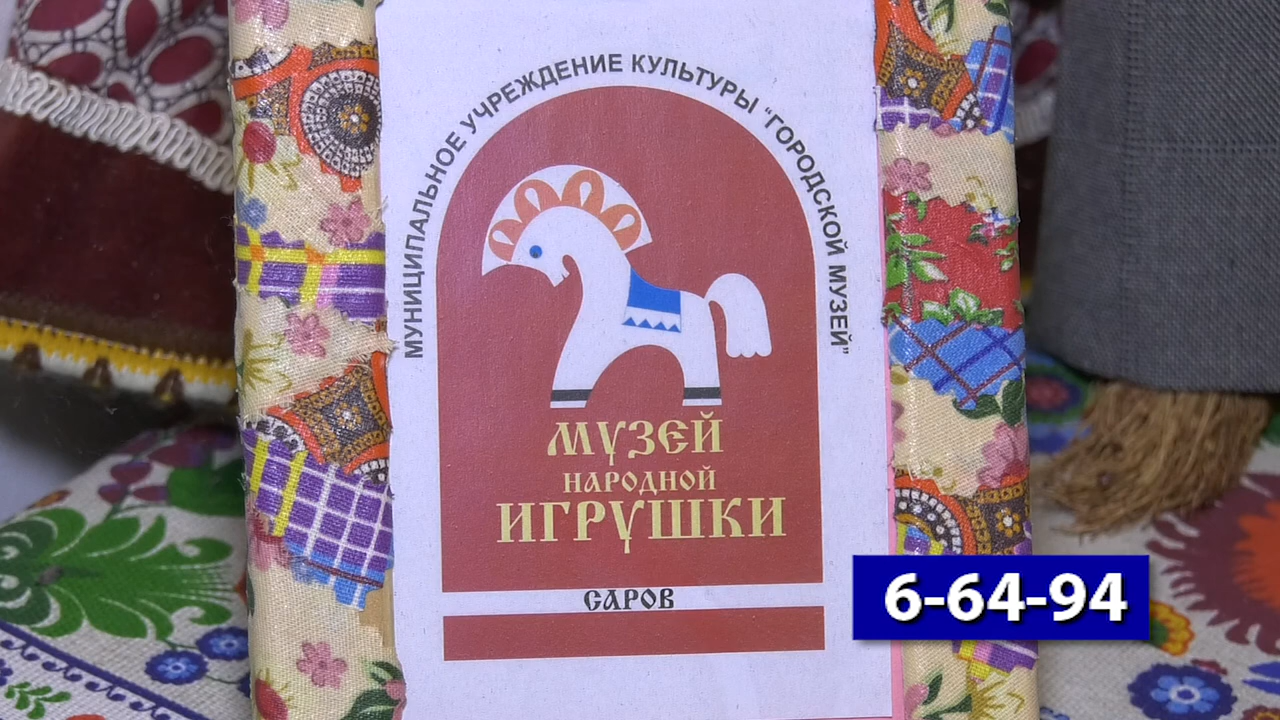 МУНИЦИПАЛЬНОЕ УЧРЕЖДЕНИЕ КУЛЬТУРЫ "ГОРОДСКОЙ МУЗЕЙ"
МУЗЕЙ
НАРОДНОЙ
ИГРУШКИ
САРОВ
6-64-94